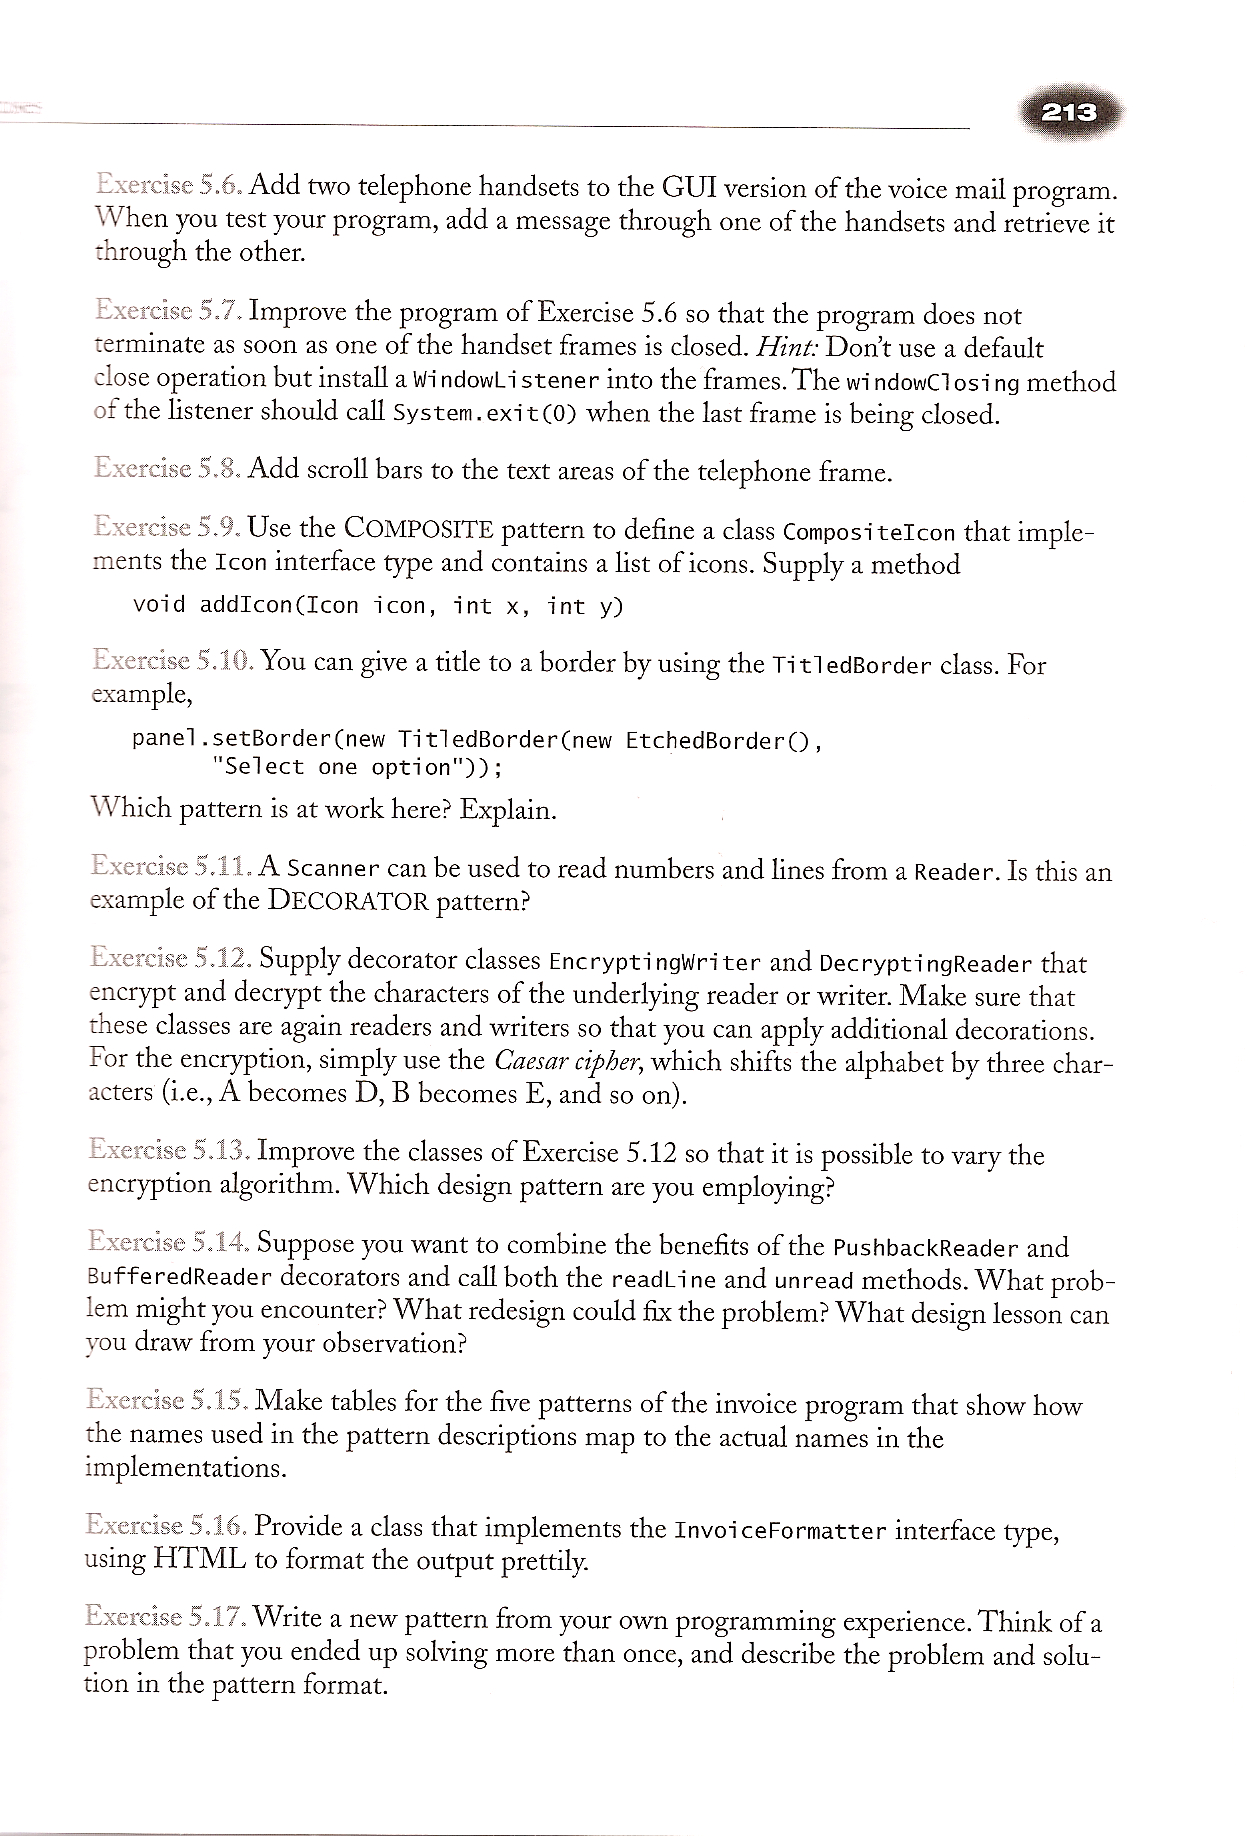 213
Exercise 5.6. Add two telephone handsets to the GUI version of the voice mail program.
When you test your program, add a message through one of the handsets and retrieve it
through the other.
Exercise 5.7. Improve the program of Exercise 5.6 so that the program does not
terminate as soon as one of the handset frames is closed. Hint: Don't use a default
close operation but install a WindowListener into the frames. The windowClosing method
of the listener should call System.exit(0) when the last frame is being closed.
Exercise 5.8. Add scroll bars to the text areas of the telephone frame.
Exercise 5.9. Use the COMPOSITE pattern to define a class CompositeIcon that imple-
ments the Icon interface type and contains a list of icons. Supply a method
void addIcon(Icon icon, int x, int y)
Exercise 5.10. You can give a title to a border by using the TitledBorder class. For
example,
panel.setBorder(new TitledBorder(new EtchedBorder(),
"Select one option"));
Which pattern is at work here? Explain.
Exercise 5.11. A Scanner can be used to read numbers and lines from a Reader. Is this an
example of the DECORATOR pattern?
Exercise 5.12. Supply decorator classes EncryptingWriter and DecryptingReader that
encrypt and decrypt the characters of the underlying reader or writer. Make sure that
these classes are again readers and writers so that you can apply additional decorations.
For the encryption, simply use the Caesar cipher, which shifts the alphabet by three char-
acters (i.e., A becomes D, B becomes E, and so on).
Exercise 5.13. Improve the classes of Exercise 5.12 so that it is possible to vary the
encryption algorithm. Which design pattern are you employing?
Exercise 5.14. Suppose you want to combine the benefits of the PushbackReader and
BufferedReader decorators and call both the readLine and unread methods. What prob-
lem might you encounter? What redesign could fix the problem? What design lesson can
you draw from your observation?
Exercise 5.15. Make tables for the five patterns of the invoice program that show how
the names used in the pattern descriptions map to the actual names in the
implementations.
Exercise 5.16. Provide a class that implements the InvoiceFormatter interface type,
using HTML to format the output prettily.
Exercise 5.17. Write a new pattern from your own programming experience. Think of a
problem that you ended up solving more than once, and describe the problem and solu-
tion in the pattern format.